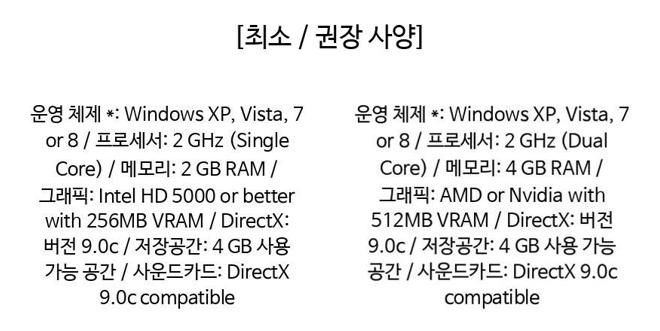 [최소 / 권장 사양]
운영 체제 *: Windows XP, Vista, 7
or 8 / 프로세서: 2 GHz (Single
Core) / 메모리: 2 GB RAM /
그래픽: Intel HD 5000 or better
with 256MB VRAM / DirectX:
버전 9.0c / 저장공간: 4 GB 사용
가능 공간 / 사운드카드: DirectX
9.0c compatible
운영 체제 *: Windows XP, Vista, 7
or 8 / 프로세서: 2 GHz (Dual
Core) / 메모리: 4 GB RAM /
그래픽: AMD or Nvidia with
512MB VRAM / DirectX: 버전
9.0c / 저장공간: 4 GB 사용 가능
공간 / 사운드카드: DirectX 9.0c
compatible